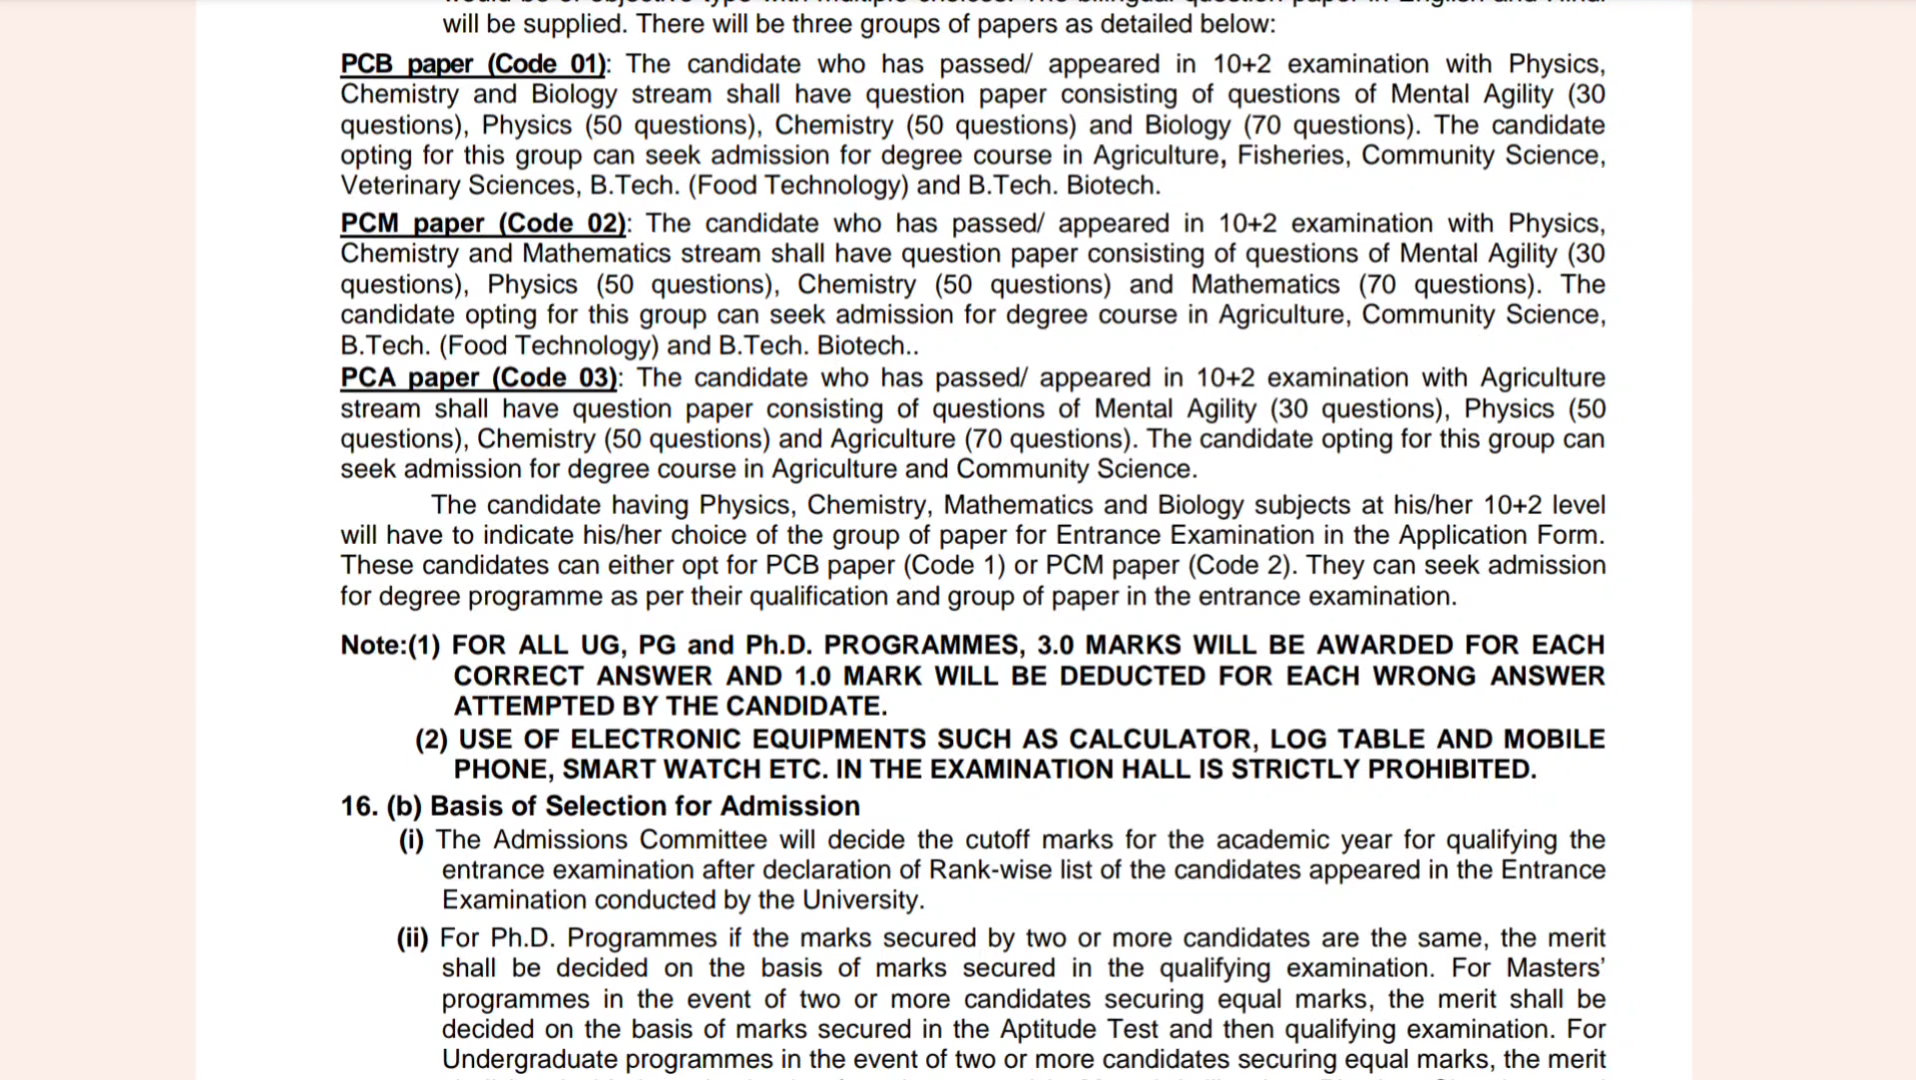 will be supplied. There will be three groups of papers as detailed below:
PCB paper (Code 01): The candidate who has passed/ appeared in 10+2 examination with Physics,
Chemistry and Biology stream shall have question paper consisting of questions of Mental Agility (30
questions), Physics (50 questions), Chemistry (50 questions) and Biology (70 questions). The candidate
opting for this group can seek admission for degree course in Agriculture, Fisheries, Community Science,
Veterinary Sciences, B.Tech. (Food Technology) and B.Tech. Biotech.
PCM paper (Code 02): The candidate who has passed/ appeared in 10+2 examination with Physics,
Chemistry and Mathematics stream shall have question paper consisting of questions of Mental Agility (30
questions), Physics (50 questions), Chemistry (50 questions) and Mathematics (70 questions). The
candidate opting for this group can seek admission for degree course in Agriculture, Community Science,
B.Tech. (Food Technology) and B.Tech. Biotech..
PCA paper (Code 03): The candidate who has passed/ appeared in 10+2 examination with Agriculture
stream shall have question paper consisting of questions of Mental Agility (30 questions), Physics (50
questions), Chemistry (50 questions) and Agriculture (70 questions). The candidate opting for this group can
seek admission for degree course in Agriculture and Community Science.
The candidate having Physics, Chemistry, Mathematics and Biology subjects at his/her 10+2 level
will have to indicate his/her choice of the group of paper for Entrance Examination in the Application Form.
These candidates can either opt for PCB paper (Code 1) or PCM paper (Code 2). They can seek admission
for degree programme as per their qualification and group of paper in the entrance examination.
Note:(1) FOR ALL UG, PG and Ph.D. PROGRAMMES, 3.0 MARKS WILL BE AWARDED FOR EACH
CORRECT ANSWER AND 1.0 MARK WILL BE DEDUCTED FOR EACH WRONG ANSWER
ATTEMPTED BY THE CANDIDATE.
(2) USE OF ELECTRONIC EQUIPMENTS SUCH AS CALCULATOR, LOG TABLE AND MOBILE
PHONE, SMART WATCH ETC. IN THE EXAMINATION HALL IS STRICTLY PROHIBITED.
16. (b) Basis of Selection for Admission
(i) The Admissions Committee will decide the cutoff marks for the academic year for qualifying the
entrance examination after declaration of Rank-wise list of the candidates appeared in the Entrance
Examination conducted by the University.
(ii) For Ph.D. Programmes if the marks secured by two or more candidates are the same, the merit
shall be decided on the basis of marks secured in the qualifying examination. For Masters’
programmes in the event of two or more candidates securing equal marks, the merit shall be
decided on the basis of marks secured in the Aptitude Test and then qualifying examination. For
Undergraduate programmes in the event of two or more candidates securing equal marks, the merit